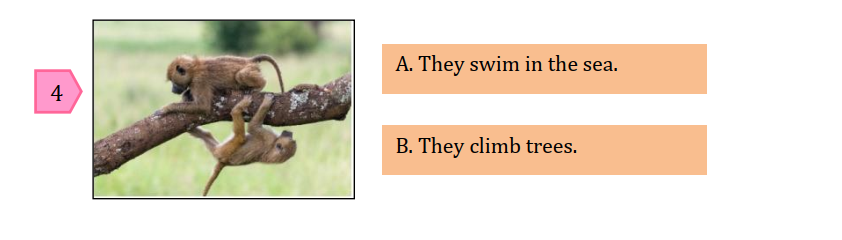 4
A. They swim in the sea.
B. They climb trees.